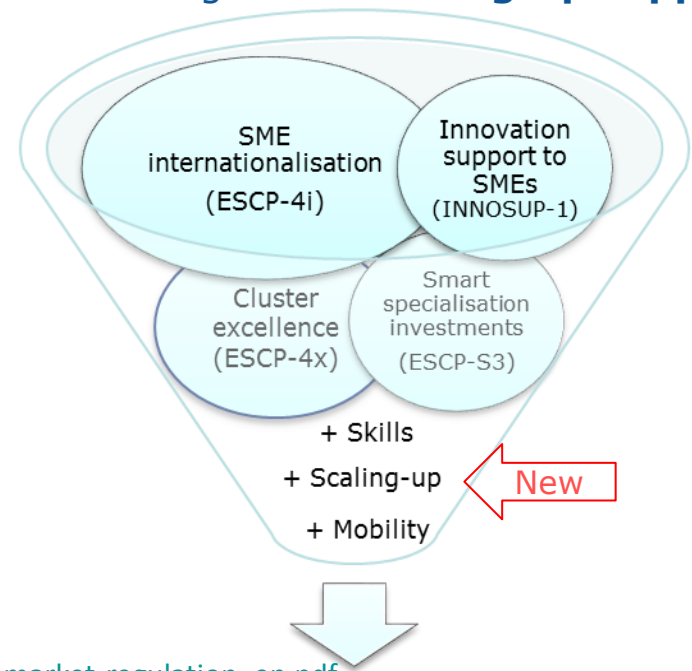 SME
internationalisation
(ESCP-4i)
Innovation
support to
SMEs
(INNOSUP-1)
Cluster
excellence
(ESCP-4x)
Smart
specialisation
investments
(ESCP-S3)
+ Skills
+ Scaling-up
New
+ Mobility